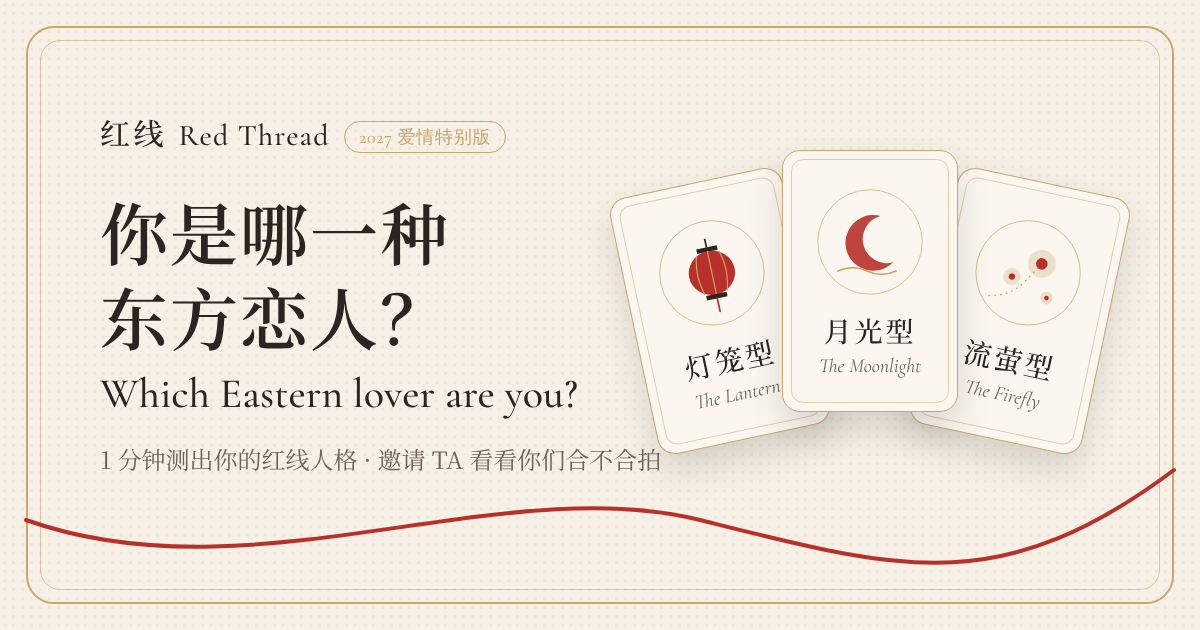 红线 Red Thread 2027 爱情特别版
你是哪一种
东方恋人？
Which Eastern lover are you?
1 分钟测出你的红线人格 · 邀请 TA 看看你们合不合拍
灯笼型
The Lantern
月光型
The Moonlight
流萤型
The Firefly